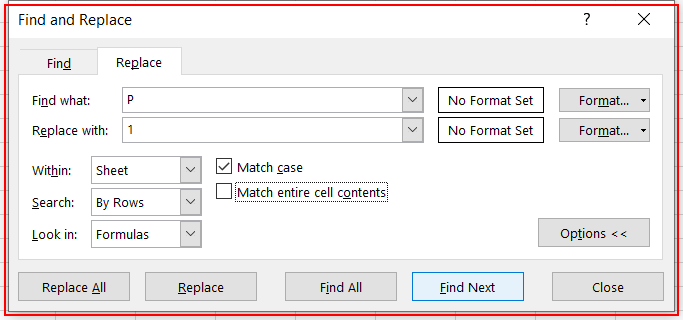 Find and Replace ? ×
Find Replace
Find what: P No Format Set Format...
Replace with: 1 No Format Set Format...
Within: Sheet Match case
Match entire cell contents
Search: By Rows
Look in: Formulas Options <<
Replace All Replace Find All Find Next Close